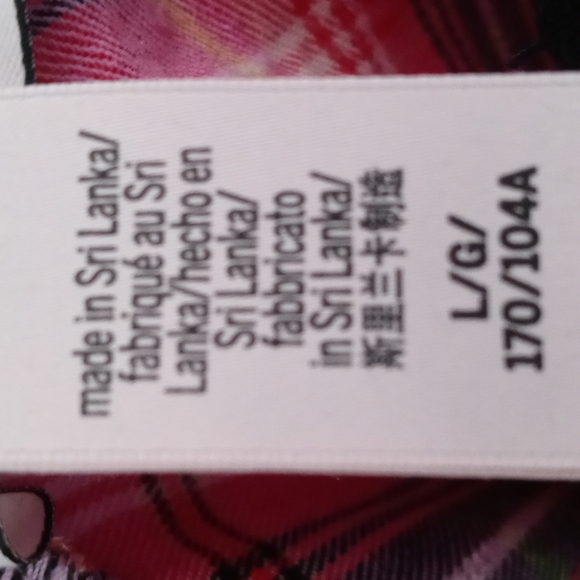 made in Sri Lanka/
fabriqué au Sri
Lanka/hecho en
Sri Lanka/
fabbricato
in Sri Lanka/
斯里兰卡制造
L/G/
170/104A